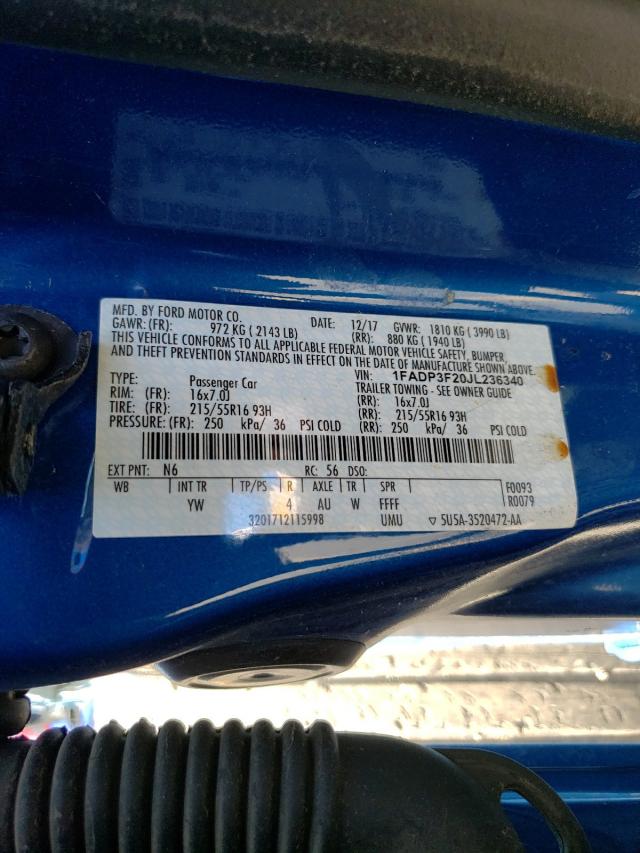 MFD. BY FORD MOTOR CO. DATE: 12/17 GVWR: 1810 KG ( 3990 LB)
GAWR: (FR): 972 KG ( 2143 LB) (RR): 880 KG ( 1940 LB)
THIS VEHICLE CONFORMS TO ALL APPLICABLE FEDERAL MOTOR VEHICLE SAFETY, BUMPER,
AND THEFT PREVENTION STANDARDS IN EFFECT ON THE DATE OF MANUFACTURE SHOWN ABOVE.
VIN: 1FADP3F20JL236340
TYPE: Passenger Car TRAILER TOWING - SEE OWNER GUIDE
RIM: (FR): 16x7.0J (RR): 16x7.0J
TIRE: (FR): 215/55R16 93H (RR): 215/55R16 93H
PRESSURE: (FR): 250 kPa/ 36 PSI COLD (RR): 250 kPa/ 36 PSI COLD
EXT PNT: N6 RC: 56 DSO:
WB INT TR TP/PS R AXLE TR SPR F0093
YW 4 AU W FFFF R0079
3201712115998 UMU ▽ 5U5A-3520472-AA